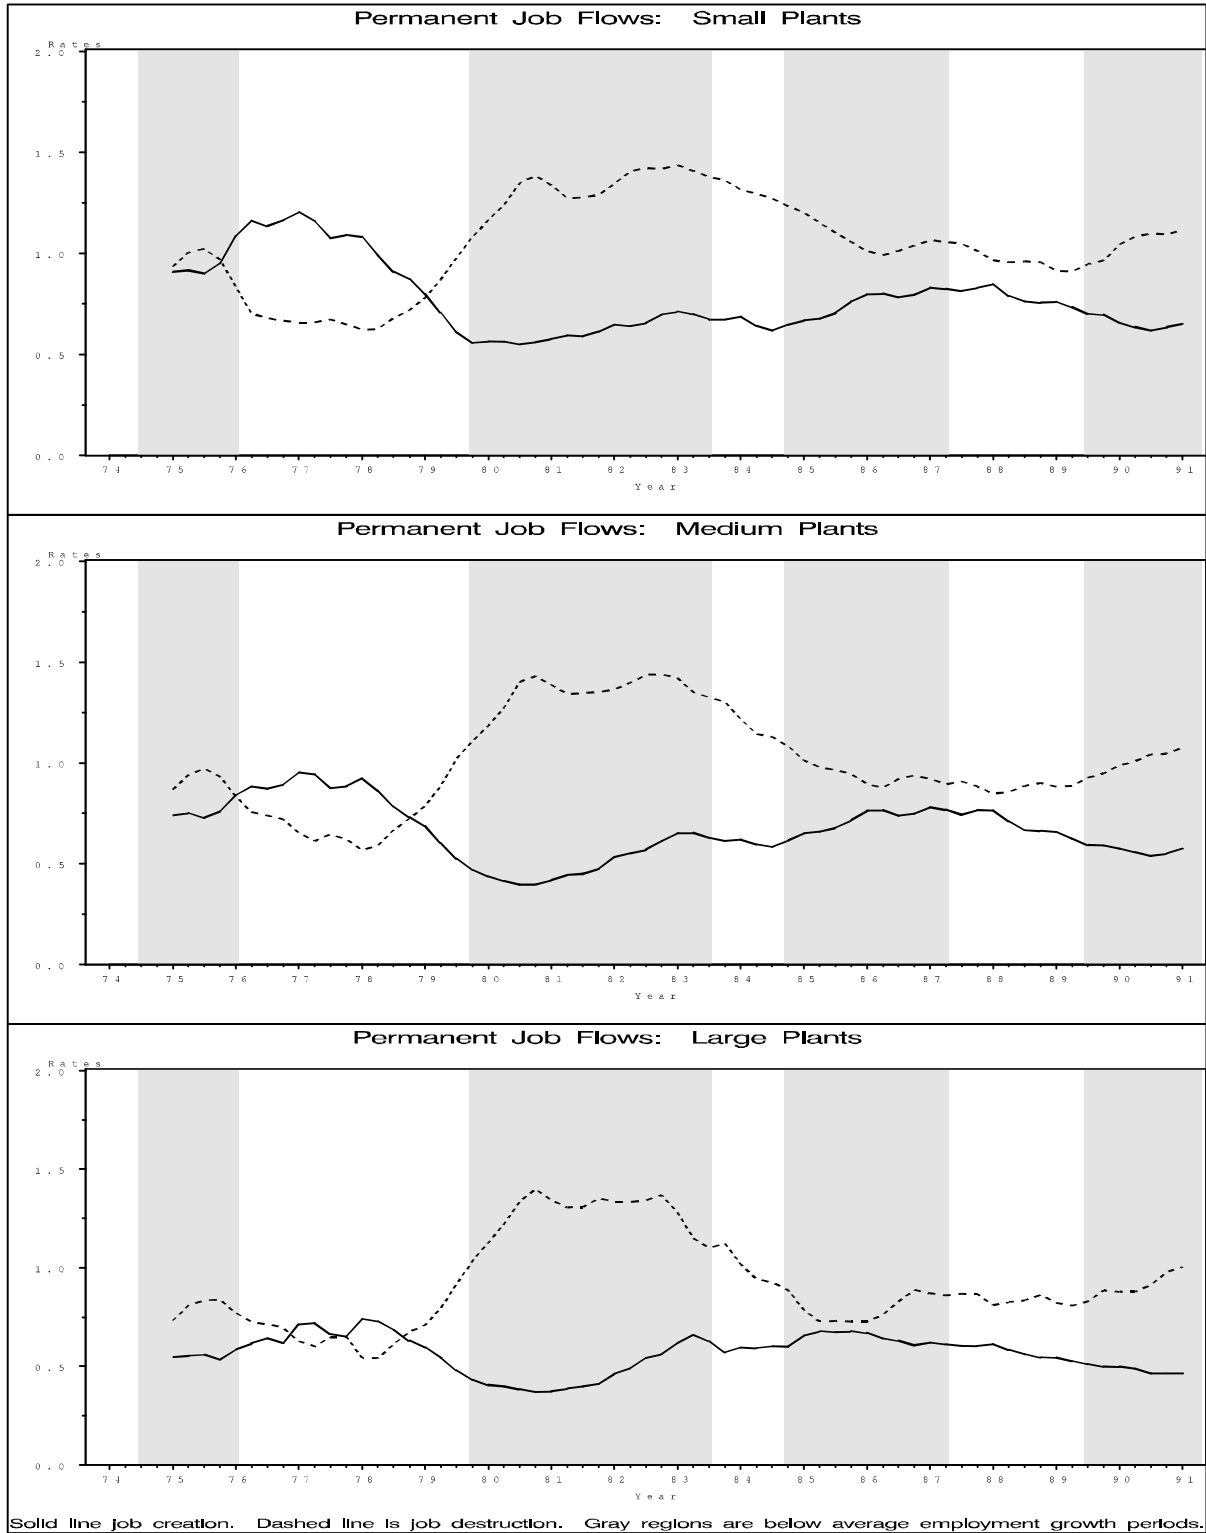 Permanent Job Flows: Small Plants
Rates
2.0
1.5
1.0
0.5
0.0
74 75 76 77 78 79 80 81 82 83 84 85 86 87 88 89 90 91
Year
Permanent Job Flows: Medium Plants
Rates
2.0
1.5
1.0
0.5
0.0
74 75 76 77 78 79 80 81 82 83 84 85 86 87 88 89 90 91
Year
Permanent Job Flows: Large Plants
Rates
2.0
1.5
1.0
0.5
0.0
74 75 76 77 78 79 80 81 82 83 84 85 86 87 88 89 90 91
Year
Solid line job creation. Dashed line is job destruction. Gray regions are below average employment growth periods.